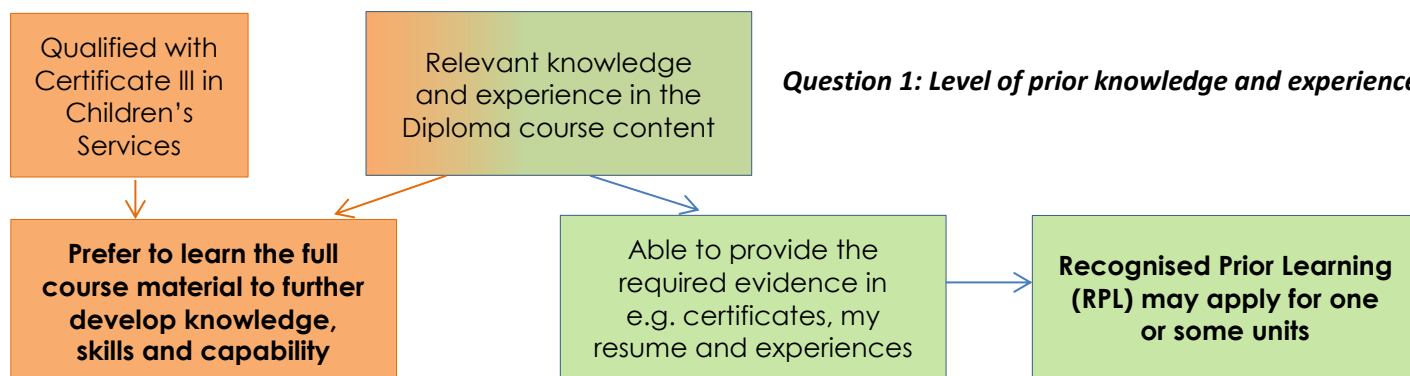 Qualified with
Certificate III in
Children's
Services
Relevant knowledge
and experience in the
Diploma course content
Question 1: Level of prior knowledge and experience
Prefer to learn the full
course material to further
develop knowledge,
skills and capability
Able to provide the
required evidence in
e.g. certificates, my
resume and experiences
Recognised Prior Learning
(RPL) may apply for one
or some units